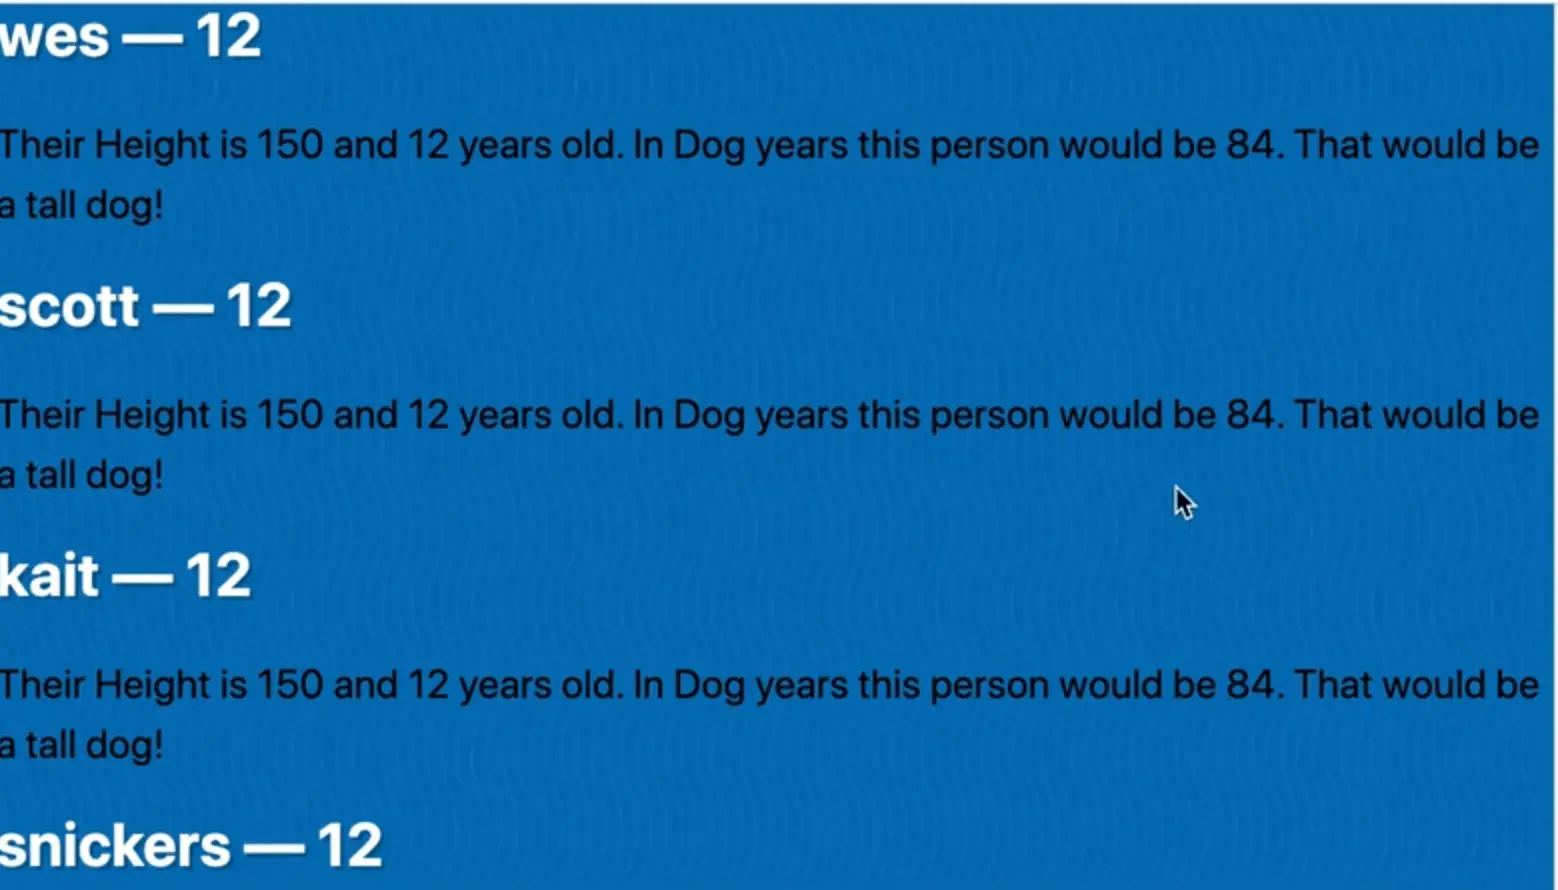 wes — 12
Their Height is 150 and 12 years old. In Dog years this person would be 84. That would be
a tall dog!
scott — 12
Their Height is 150 and 12 years old. In Dog years this person would be 84. That would be
a tall dog!
kait — 12
Their Height is 150 and 12 years old. In Dog years this person would be 84. That would be
a tall dog!
snickers — 12